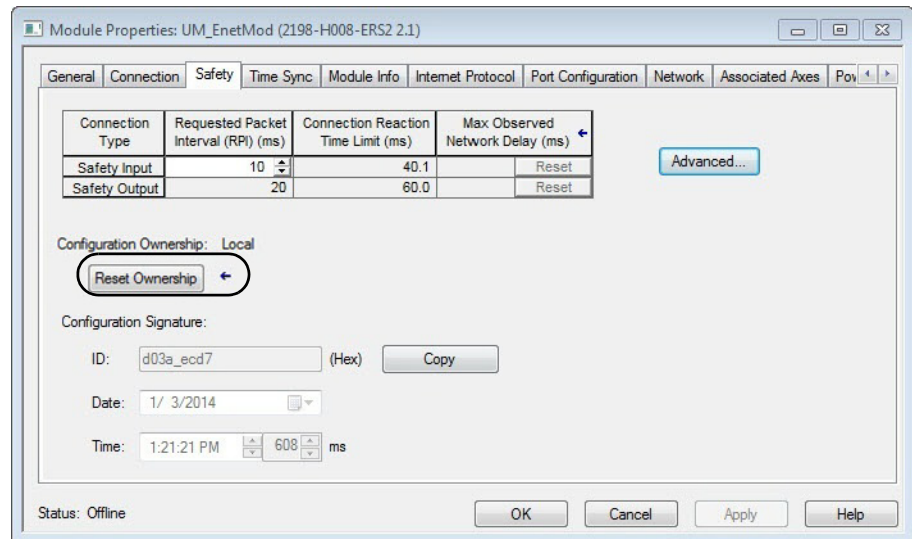 Module Properties: UM_EnetMod (2198-H008-ERS2 2.1)
General Connection Safety Time Sync Module Info Internet Protocol Port Configuration Network Associated Axes
Connection Type Requested Packet Interval (RPI) (ms) Connection Reaction Time Limit (ms) Max Observed Network Delay (ms)
Safety Input 10 40.1 Reset
Safety Output 20 60.0 Reset
Advanced...
Configuration Ownership: Local
Reset Ownership
Configuration Signature:
ID: d03a_ecd7 (Hex) Copy
Date: 1/ 3/2014
Time: 1:21:21 PM 608 ms
Status: Offline OK Cancel Apply Help